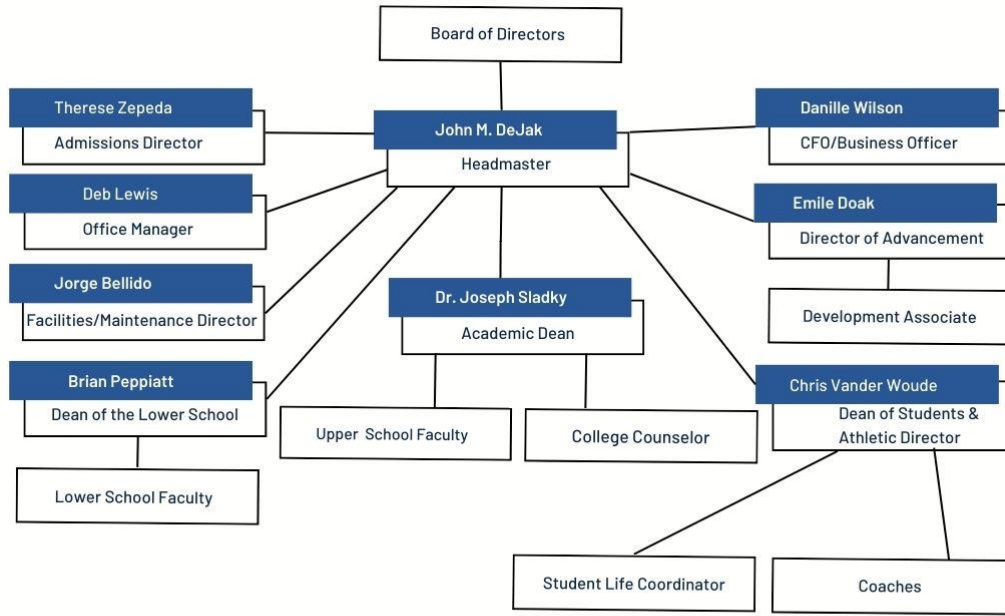 Board of Directors
Therese Zepeda
Admissions Director
John M. DeJak
Headmaster
Danille Wilson
CFO/Business Officer
Deb Lewis
Office Manager
Emile Doak
Director of Advancement
Jorge Bellido
Facilities/Maintenance Director
Dr. Joseph Sladky
Academic Dean
Development Associate
Brian Peppiatt
Dean of the Lower School
Chris Vander Woude
Dean of Students &
Athletic Director
Upper School Faculty
College Counselor
Lower School Faculty
Student Life Coordinator
Coaches